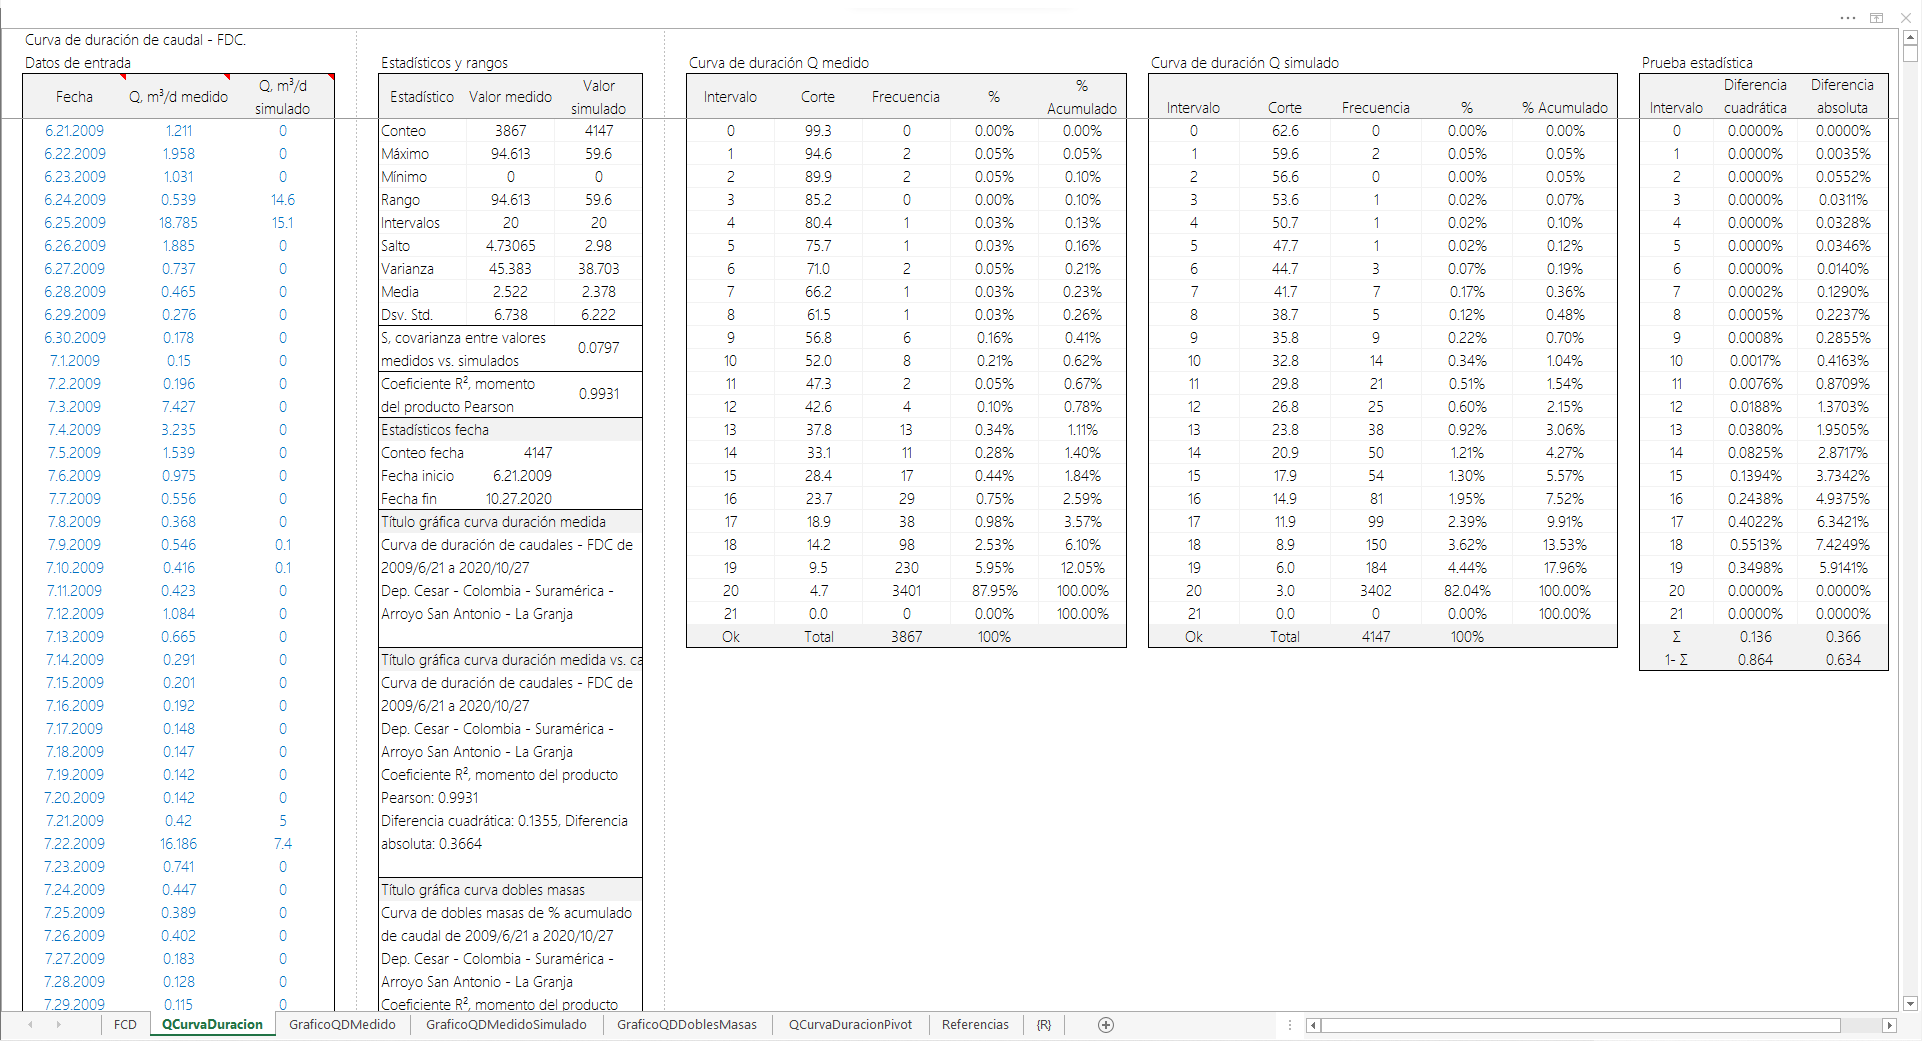 Curva de duración de caudal - FDC.
Datos de entrada
Fecha Q, m³/d medido Q, m³/d simulado
6.21.2009 1.211 0
6.22.2009 1.958 0
6.23.2009 1.031 0
6.24.2009 0.539 14.6
6.25.2009 18.785 15.1
6.26.2009 1.885 0
6.27.2009 0.737 0
6.28.2009 0.465 0
6.29.2009 0.276 0
6.30.2009 0.178 0
7.1.2009 0.15 0
7.2.2009 0.196 0
7.3.2009 7.427 0
7.4.2009 3.235 0
7.5.2009 1.539 0
7.6.2009 0.975 0
7.7.2009 0.556 0
7.8.2009 0.368 0
7.9.2009 0.546 0.1
7.10.2009 0.416 0.1
7.11.2009 0.423 0
7.12.2009 1.084 0
7.13.2009 0.665 0
7.14.2009 0.291 0
7.15.2009 0.201 0
7.16.2009 0.192 0
7.17.2009 0.148 0
7.18.2009 0.147 0
7.19.2009 0.142 0
7.20.2009 0.142 0
7.21.2009 0.42 5
7.22.2009 16.186 7.4
7.23.2009 0.741 0
7.24.2009 0.447 0
7.25.2009 0.389 0
7.26.2009 0.402 0
7.27.2009 0.183 0
7.28.2009 0.128 0
7.29.2009 0.115 0
Estadísticos y rangos
Estadístico Valor medido Valor simulado
Conteo 3867 4147
Máximo 94.613 59.6
Mínimo 0 0
Rango 94.613 59.6
Intervalos 20 20
Salto 4.73065 2.98
Varianza 45.383 38.703
Media 2.522 2.378
Dsv. Std. 6.738 6.222
S, covarianza entre valores
medidos vs. simulados 0.0797
Coeficiente R², momento
del producto Pearson 0.9931
Estadísticos fecha
Conteo fecha 4147
Fecha inicio 6.21.2009
Fecha fin 10.27.2020
Título gráfica curva duración medida
Curva de duración de caudales - FDC de
2009/6/21 a 2020/10/27
Dep. Cesar - Colombia - Suramérica -
Arroyo San Antonio - La Granja
Título gráfica curva duración medida vs. ca
Curva de duración de caudales - FDC de
2009/6/21 a 2020/10/27
Dep. Cesar - Colombia - Suramérica -
Arroyo San Antonio - La Granja
Coeficiente R², momento del producto
Pearson: 0.9931
Diferencia cuadrática: 0.1355, Diferencia
absoluta: 0.3664
Título gráfica curva dobles masas
Curva de dobles masas de % acumulado
de caudal de 2009/6/21 a 2020/10/27
Dep. Cesar - Colombia - Suramérica -
Arroyo San Antonio - La Granja
Coeficiente R², momento del producto
Curva de duración Q medido
Intervalo Corte Frecuencia % % Acumulado
0 99.3 0 0.00% 0.00%
1 94.6 2 0.05% 0.05%
2 89.9 2 0.05% 0.10%
3 85.2 0 0.00% 0.10%
4 80.4 1 0.03% 0.13%
5 75.7 1 0.03% 0.16%
6 71.0 2 0.05% 0.21%
7 66.2 1 0.03% 0.23%
8 61.5 1 0.03% 0.26%
9 56.8 6 0.16% 0.41%
10 52.0 8 0.21% 0.62%
11 47.3 2 0.05% 0.67%
12 42.6 4 0.10% 0.78%
13 37.8 13 0.34% 1.11%
14 33.1 11 0.28% 1.40%
15 28.4 17 0.44% 1.84%
16 23.7 29 0.75% 2.59%
17 18.9 38 0.98% 3.57%
18 14.2 98 2.53% 6.10%
19 9.5 230 5.95% 12.05%
20 4.7 3401 87.95% 100.00%
21 0.0 0 0.00% 100.00%
Ok Total 3867 100%
Curva de duración Q simulado
Intervalo Corte Frecuencia % % Acumulado
0 62.6 0 0.00% 0.00%
1 59.6 2 0.05% 0.05%
2 56.6 0 0.00% 0.05%
3 53.6 1 0.02% 0.07%
4 50.7 1 0.02% 0.10%
5 47.7 1 0.02% 0.12%
6 44.7 3 0.07% 0.19%
7 41.7 7 0.17% 0.36%
8 38.7 5 0.12% 0.48%
9 35.8 9 0.22% 0.70%
10 32.8 14 0.34% 1.04%
11 29.8 21 0.51% 1.54%
12 26.8 25 0.60% 2.15%
13 23.8 38 0.92% 3.06%
14 20.9 50 1.21% 4.27%
15 17.9 54 1.30% 5.57%
16 14.9 81 1.95% 7.52%
17 11.9 99 2.39% 9.91%
18 8.9 150 3.62% 13.53%
19 6.0 184 4.44% 17.96%
20 3.0 3402 82.04% 100.00%
21 0.0 0 0.00% 100.00%
Ok Total 4147 100%
Prueba estadística
Intervalo Diferencia cuadrática Diferencia absoluta
0 0.0000% 0.0000%
1 0.0000% 0.0035%
2 0.0000% 0.0552%
3 0.0000% 0.0311%
4 0.0000% 0.0328%
5 0.0000% 0.0346%
6 0.0000% 0.0140%
7 0.0002% 0.1290%
8 0.0005% 0.2237%
9 0.0008% 0.2855%
10 0.0017% 0.4163%
11 0.0076% 0.8709%
12 0.0188% 1.3703%
13 0.0380% 1.9505%
14 0.0825% 2.8717%
15 0.1394% 3.7342%
16 0.2438% 4.9375%
17 0.4022% 6.3421%
18 0.5513% 7.4249%
19 0.3498% 5.9141%
20 0.0000% 0.0000%
21 0.0000% 0.0000%
Σ 0.136 0.366
1- Σ 0.864 0.634
FCD QCurvaDuracion GraficoQDMedido GraficoQDMedidoSimulado GraficoQDDoblesMasas QCurvaDuracionPivot Referencias {R}